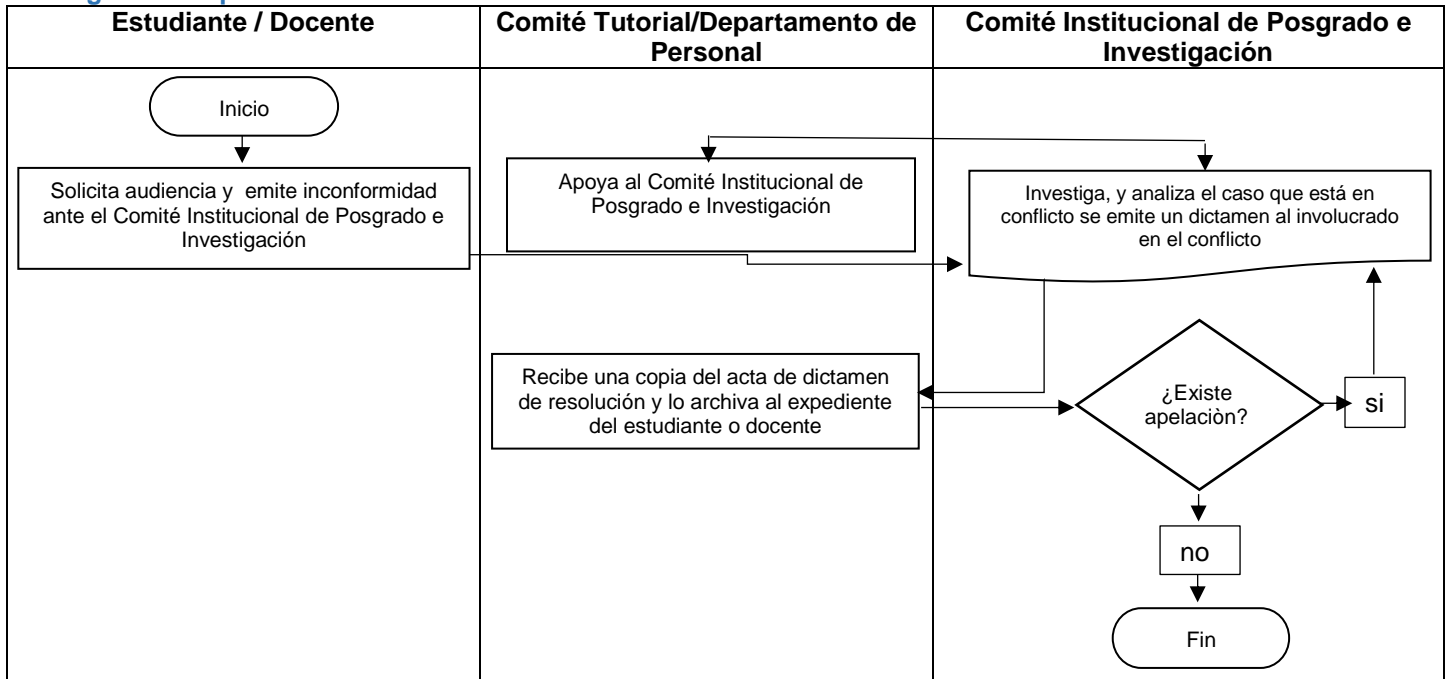 Estudiante / Docente
Comité Tutorial/Departamento de
Personal
Comité Institucional de Posgrado e
Investigación
Inicio
Solicita audiencia y  emite inconformidad
ante el Comité Institucional de Posgrado e
Investigación
Apoya al Comité Institucional de
Posgrado e Investigación
Investiga, y analiza el caso que está en
conflicto se emite un dictamen al involucrado
en el conflicto
Recibe una copia del acta de dictamen
de resolución y lo archiva al expediente
del estudiante o docente
¿Existe
apelaciòn?
si
no
Fin